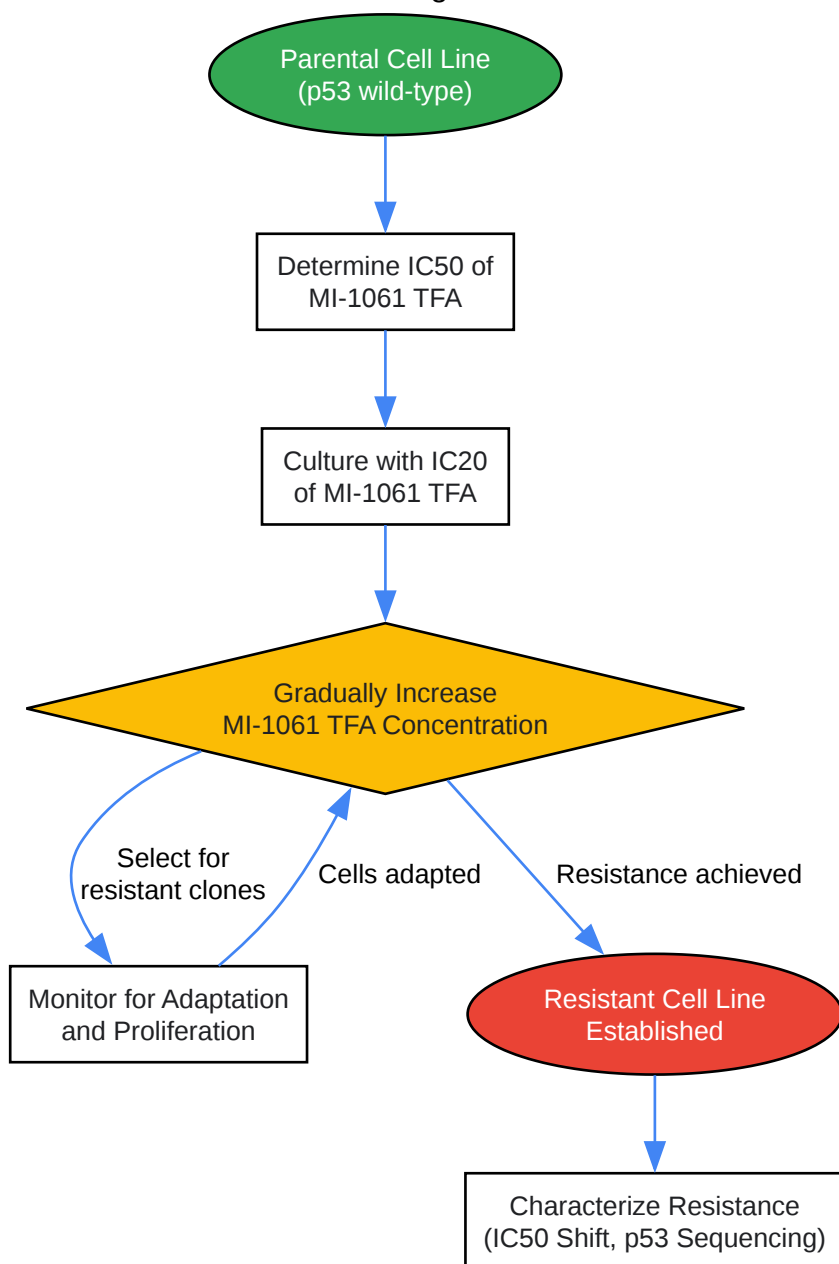 Parental Cell Line
(p53 wild-type)
Determine IC50 of
MI-1061 TFA
Culture with IC20
of MI-1061 TFA
Gradually Increase
MI-1061 TFA Concentration
Select for
resistant clones
Cells adapted
Resistance achieved
Monitor for Adaptation
and Proliferation
Resistant Cell Line
Established
Characterize Resistance
(IC50 Shift, p53 Sequencing)